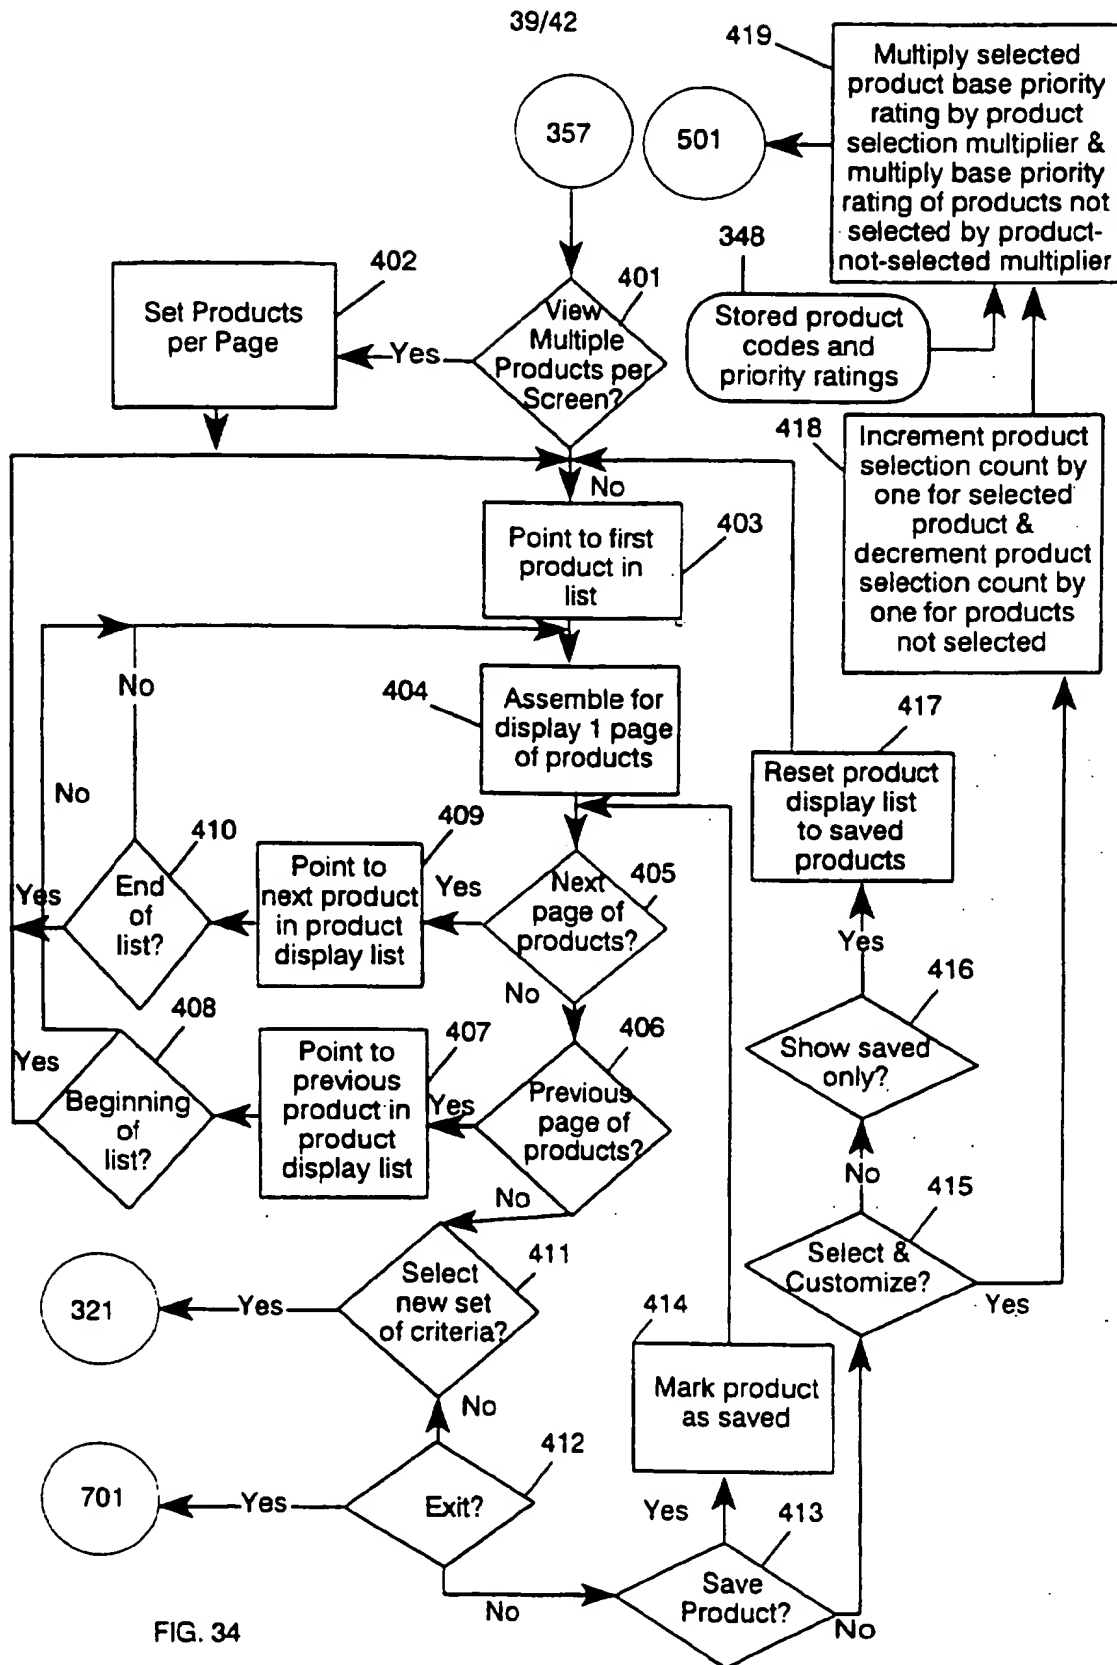 39/42
357
501
419
Multiply selected
product base priority
rating by product
selection multiplier &
multiply base priority
rating of products not
selected by product-
not-selected multiplier
348
Stored product
codes and
priority ratings
402
Set Products
per Page
401
View
Multiple
Products per
Screen?
Yes
No
418
Increment product
selection count by
one for selected
product &
decrement product
selection count by
one for products
not selected
403
Point to first
product in
list
No
404
Assemble for
display 1 page
of products
417
Reset product
display list
to saved
products
No
410
End
of
list?
Yes
409
Point to
next product
in product
display list
Yes
405
Next
page of
products?
No
Yes
416
Show saved
only?
408
Beginning
of
list?
Yes
407
Point to
previous
product in
product
display list
Yes
406
Previous
page of
products?
No
No
415
Select &
Customize?
Yes
411
Select
new set
of criteria?
Yes
321
No
414
Mark product
as saved
412
Exit?
Yes
701
No
Yes
413
Save
Product?
No
FIG. 34